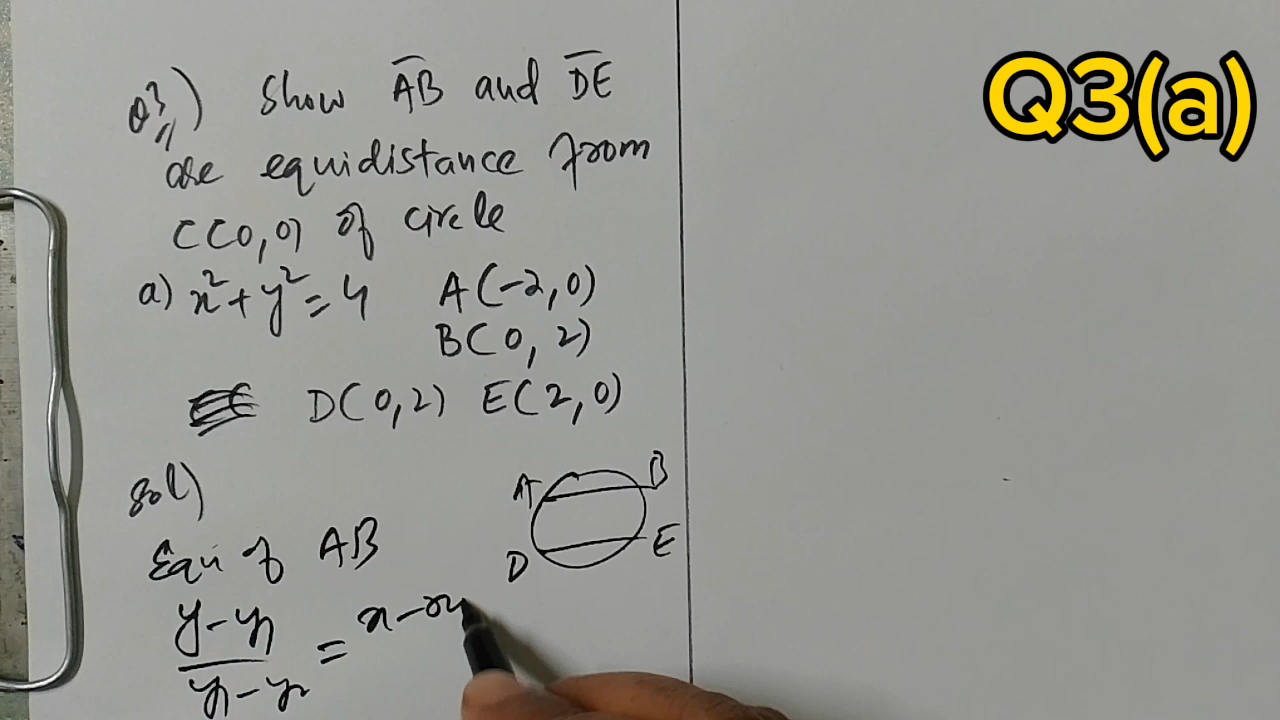 Q3(a)
Q3) Show AB and DE
are equidistance from
C(0,0) of circle
a) x²+y²=4 A(-2,0)
B(0,2)
D(0,2) E(2,0)
Sol)
Equ of AB
A B
D E
y-y₁ / y₁-y₂ = x-x₁